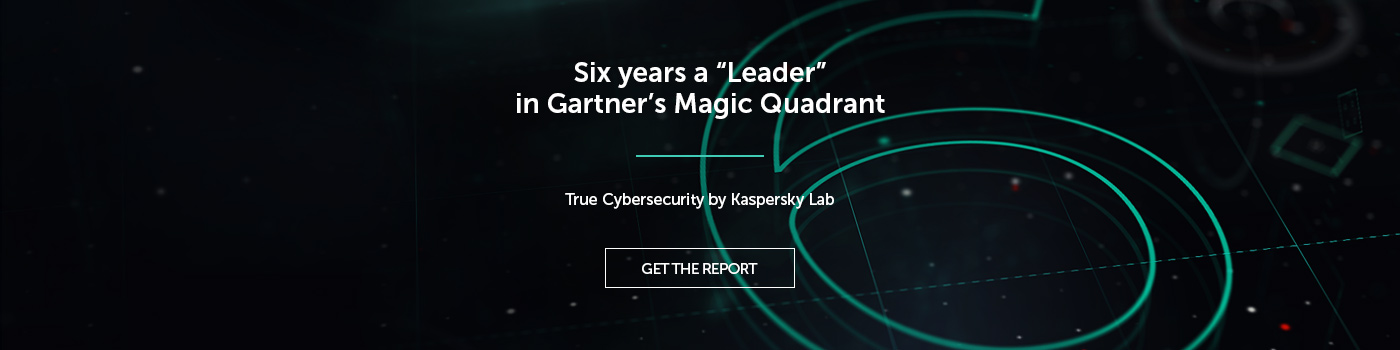 Six years a “Leader”
in Gartner’s Magic Quadrant
True Cybersecurity by Kaspersky Lab
GET THE REPORT